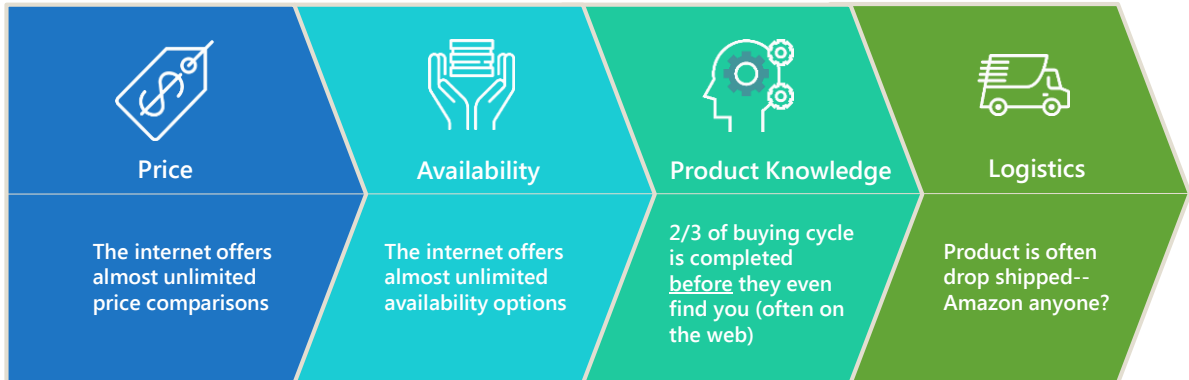 Price
The internet offers
almost unlimited
price comparisons
Availability
The internet offers
almost unlimited
availability options
Product Knowledge
2/3 of buying cycle
is completed
before they even
find you (often on
the web)
Logistics
Product is often
drop shipped--
Amazon anyone?